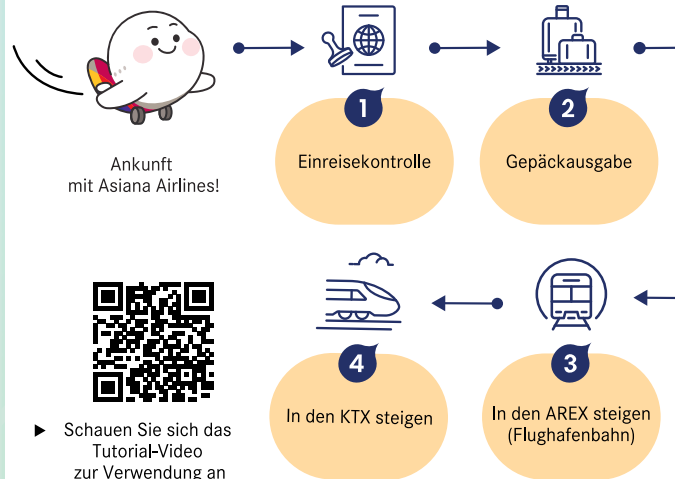 Ankunft
mit Asiana Airlines!
1
Einreisekontrolle
2
Gepäckausgabe
3
In den AREX steigen
(Flughafenbahn)
4
In den KTX steigen
▶ Schauen Sie sich das
Tutorial-Video
zur Verwendung an